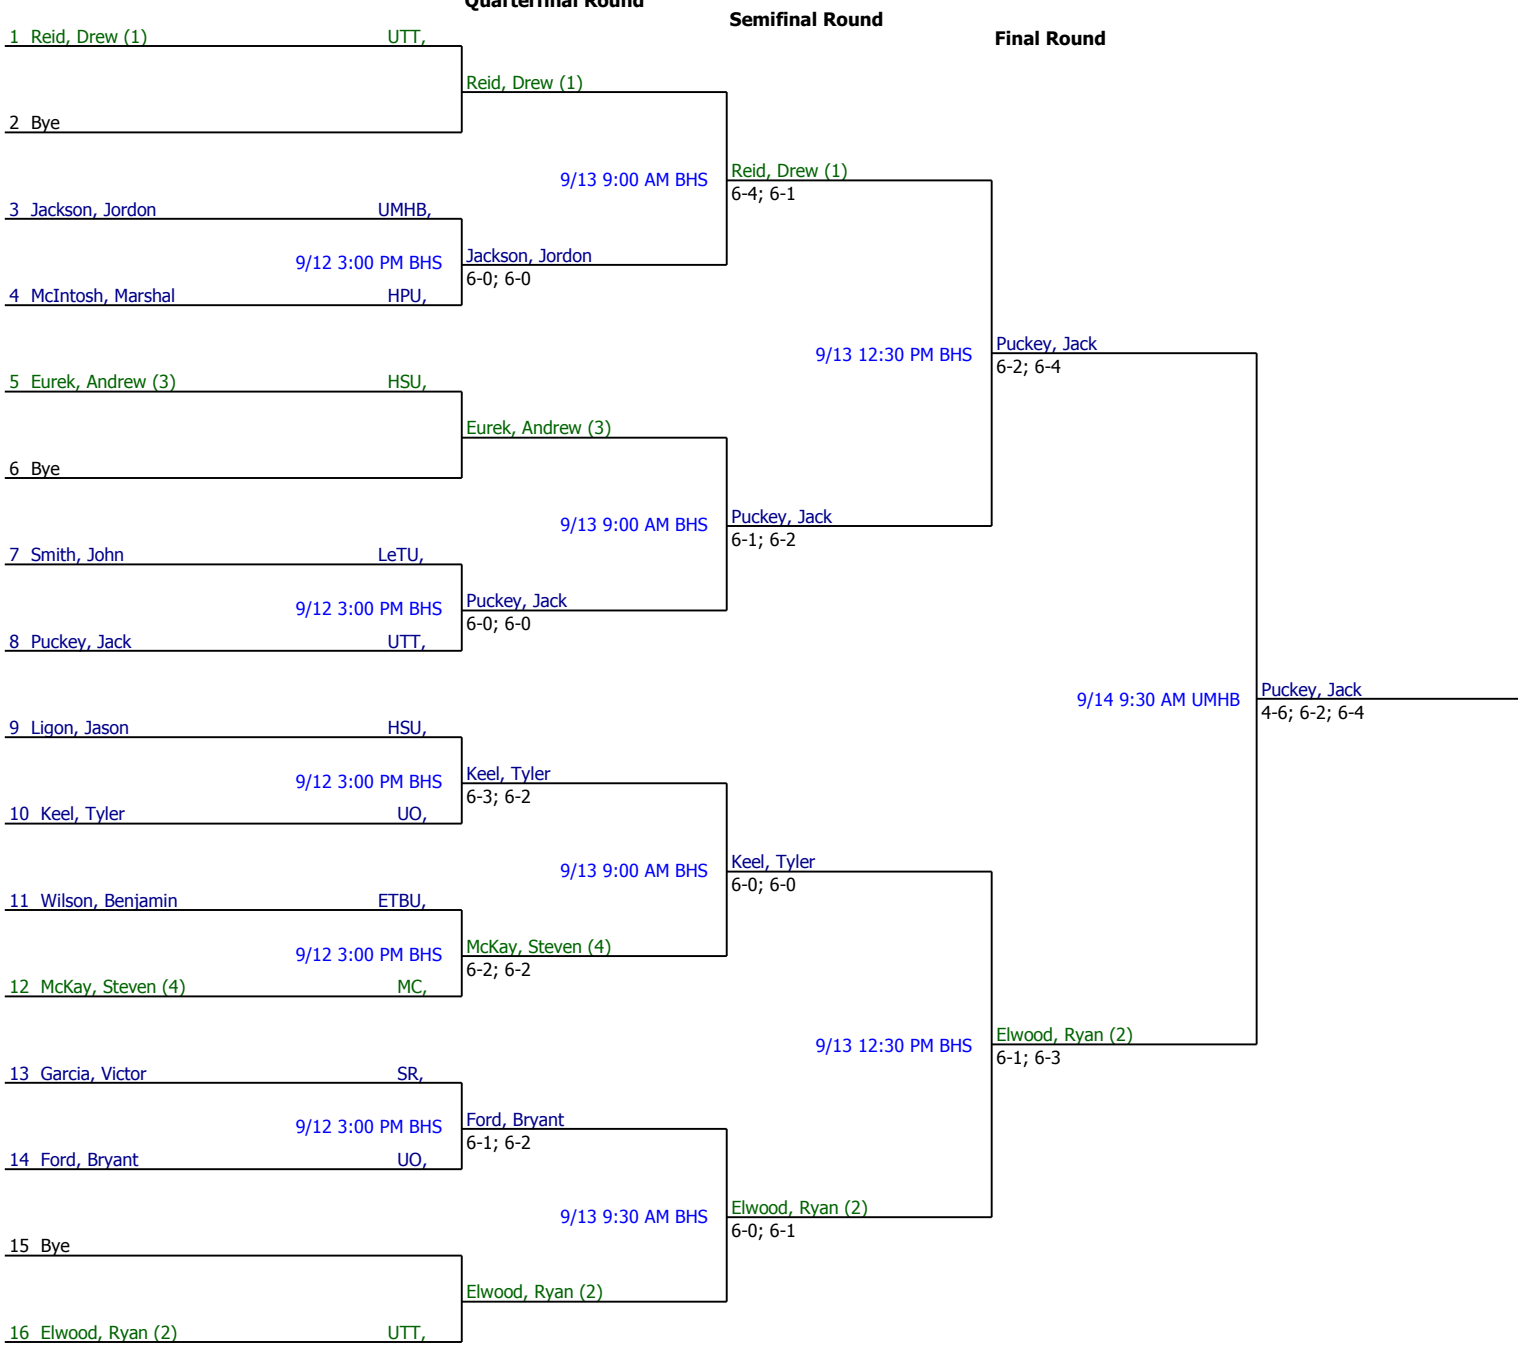 Quarterfinal Round
Semifinal Round
Final Round
1 Reid, Drew (1) UTT,
Reid, Drew (1)
2 Bye
9/13 9:00 AM BHS
Reid, Drew (1)
6-4; 6-1
3 Jackson, Jordon UMHB,
9/12 3:00 PM BHS
Jackson, Jordon
6-0; 6-0
4 McIntosh, Marshal HPU,
9/13 12:30 PM BHS
Puckey, Jack
6-2; 6-4
5 Eurek, Andrew (3) HSU,
Eurek, Andrew (3)
6 Bye
9/13 9:00 AM BHS
Puckey, Jack
6-1; 6-2
7 Smith, John LeTU,
9/12 3:00 PM BHS
Puckey, Jack
6-0; 6-0
8 Puckey, Jack UTT,
9/14 9:30 AM UMHB
Puckey, Jack
4-6; 6-2; 6-4
9 Ligon, Jason HSU,
9/12 3:00 PM BHS
Keel, Tyler
6-3; 6-2
10 Keel, Tyler UO,
9/13 9:00 AM BHS
Keel, Tyler
6-0; 6-0
11 Wilson, Benjamin ETBU,
9/12 3:00 PM BHS
McKay, Steven (4)
6-2; 6-2
12 McKay, Steven (4) MC,
9/13 12:30 PM BHS
Elwood, Ryan (2)
6-1; 6-3
13 Garcia, Victor SR,
9/12 3:00 PM BHS
Ford, Bryant
6-1; 6-2
14 Ford, Bryant UO,
9/13 9:30 AM BHS
Elwood, Ryan (2)
6-0; 6-1
15 Bye
Elwood, Ryan (2)
16 Elwood, Ryan (2) UTT,